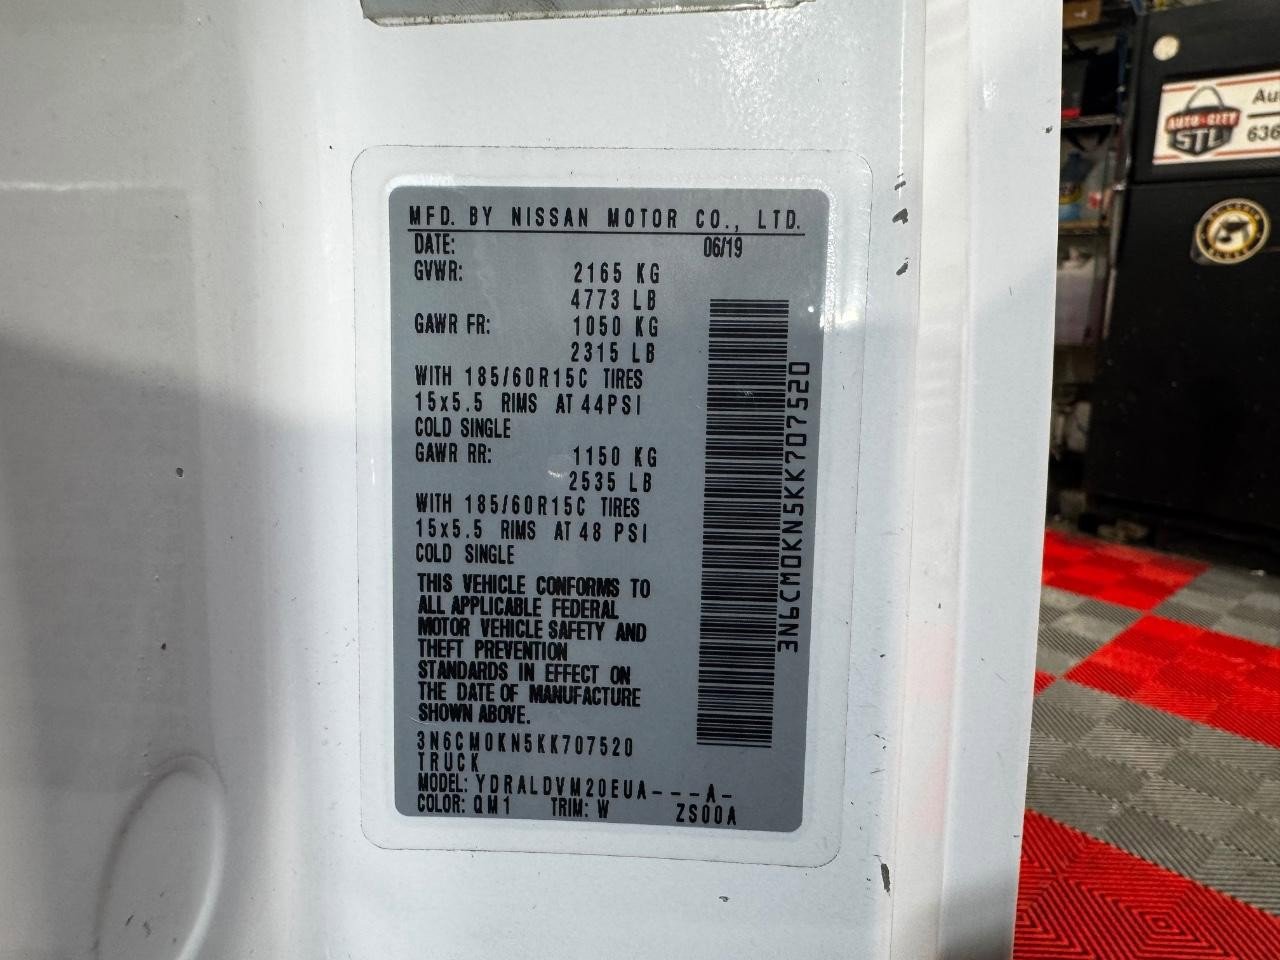 MFD. BY NISSAN MOTOR CO., LTD.
DATE: 06/19
GVWR: 2165 KG
4773 LB
GAWR FR: 1050 KG
2315 LB
WITH 185/60R15C TIRES
15x5.5 RIMS AT 44PSI
COLD SINGLE
GAWR RR: 1150 KG
2535 LB
WITH 185/60R15C TIRES
15x5.5 RIMS AT 48 PSI
COLD SINGLE
THIS VEHICLE CONFORMS TO
ALL APPLICABLE FEDERAL
MOTOR VEHICLE SAFETY AND
THEFT PREVENTION
STANDARDS IN EFFECT ON
THE DATE OF MANUFACTURE
SHOWN ABOVE.
3N6CM0KN5KK707520
TRUCK
MODEL: YDRALDVM20EUA---A-
COLOR: QM1 TRIM: W ZS00A
3N6CM0KN5KK707520
AUTO CITY
STL
Au
636